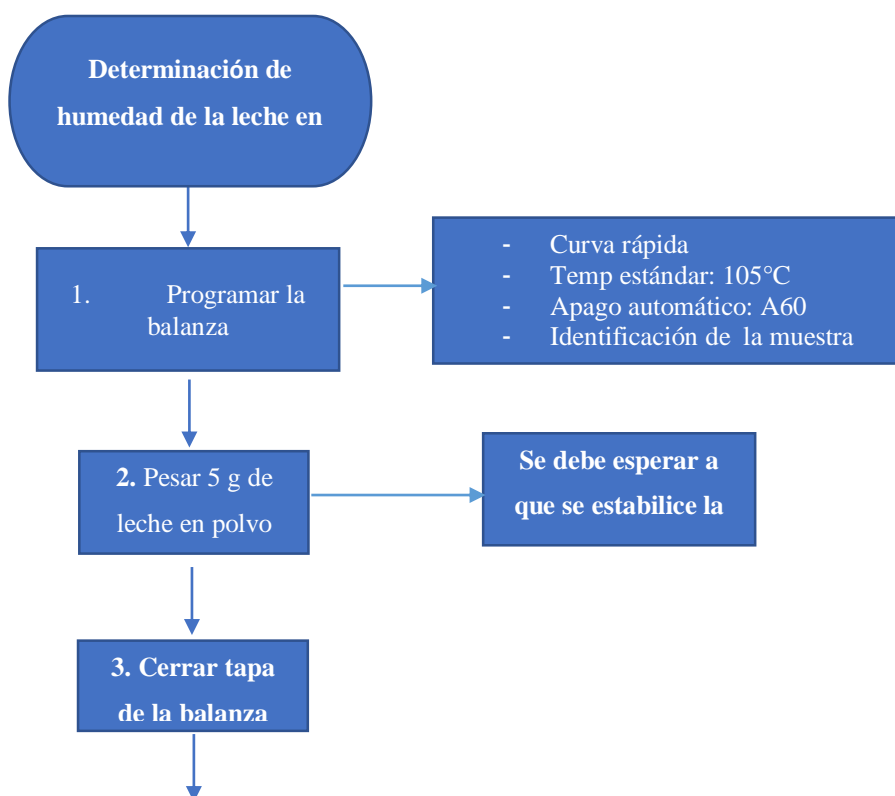 Determinación de
humedad de la leche en
1. Programar la
balanza
- Curva rápida
- Temp estándar: 105°C
- Apago automático: A60
- Identificación de la muestra
2. Pesar 5 g de
leche en polvo
Se debe esperar a
que se estabilice la
3. Cerrar tapa
de la balanza